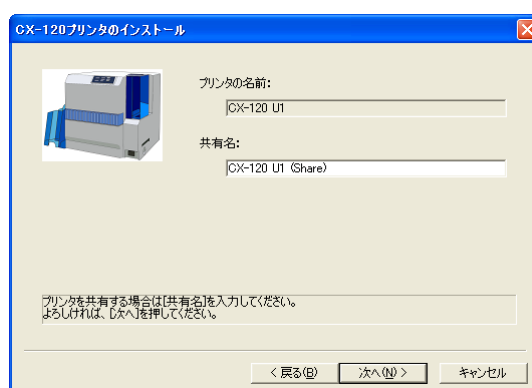 CX-120プリンタのインストール
プリンタの名前:
CX-120 U1
共有名:
CX-120 U1 (Share)
プリンタを共有する場合は[共有名]を入力してください。
よろしければ、[次へ]を押してください。
< 戻る(B)
次へ(N) >
キャンセル